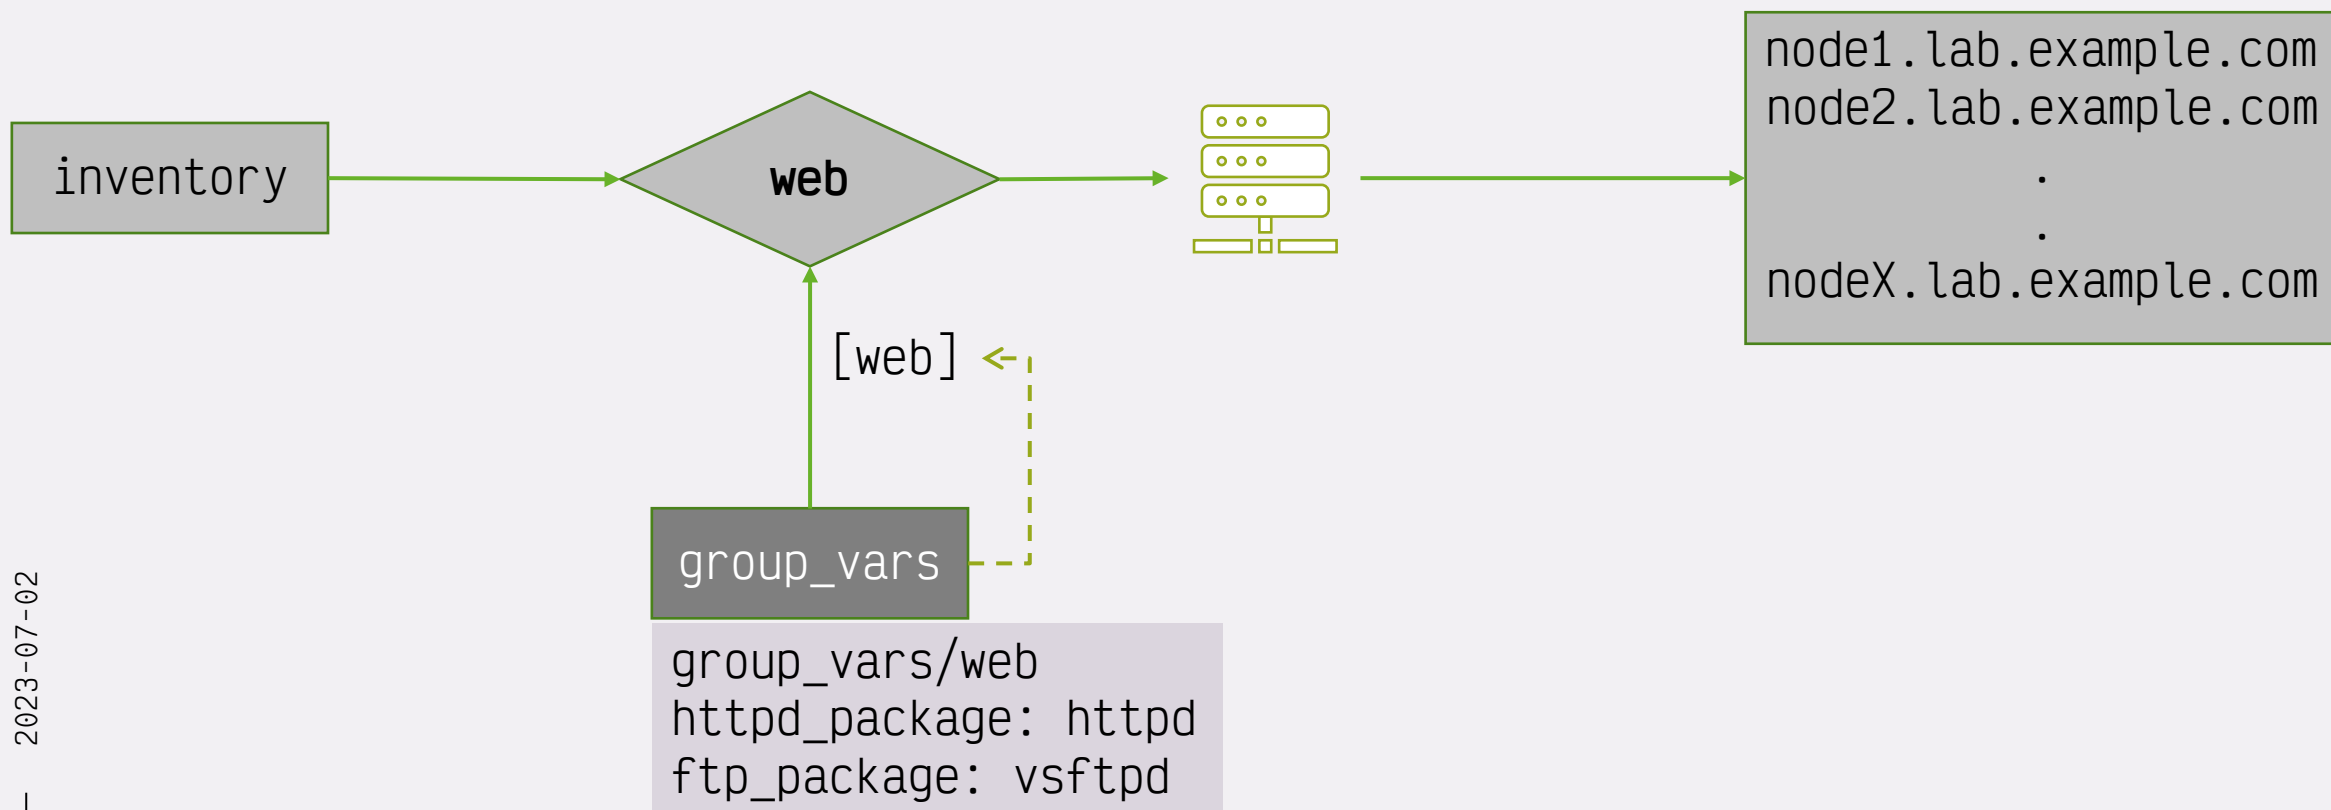 node1.lab.example.com
node2.lab.example.com
.
.
nodeX.lab.example.com
inventory
web
[web]
group_vars
group_vars/web
httpd_package: httpd
ftp_package: vsftpd
— 2023-07-02